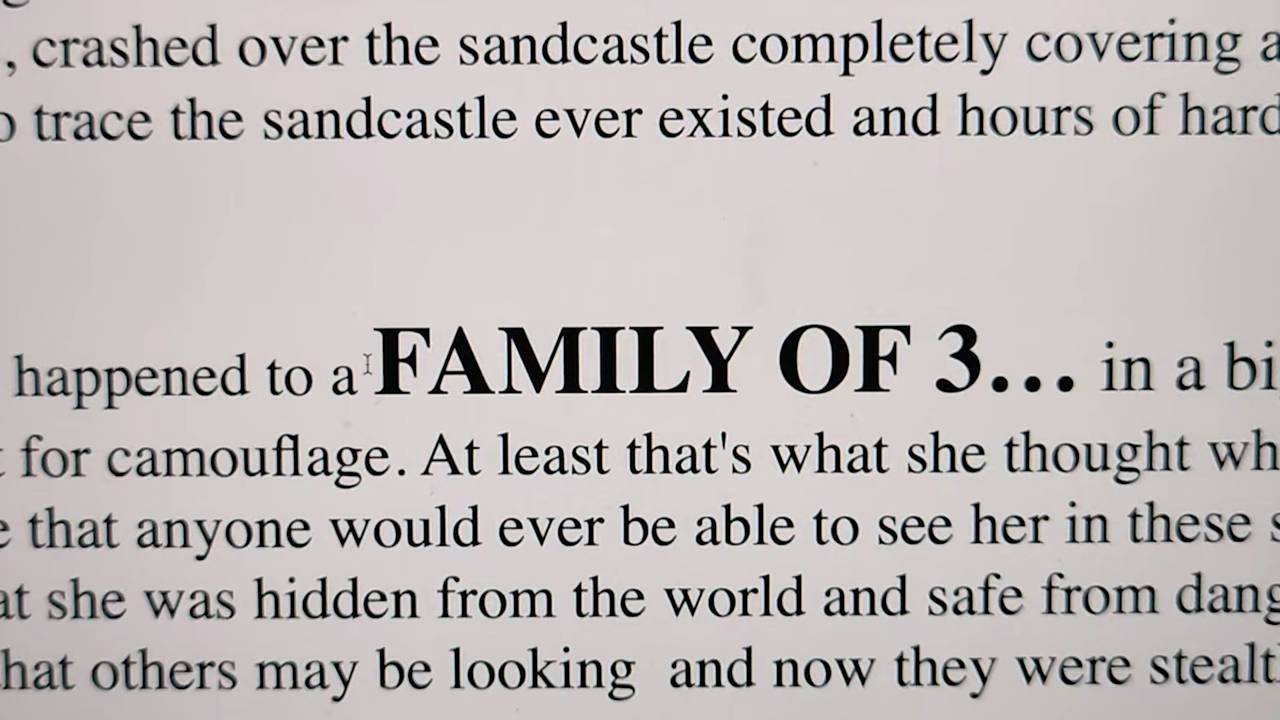 , crashed over the sandcastle completely covering a
o trace the sandcastle ever existed and hours of hard
happened to a FAMILY OF 3... in a bi
t for camouflage. At least that's what she thought wh
e that anyone would ever be able to see her in these s
at she was hidden from the world and safe from dang
hat others may be looking and now they were stealt